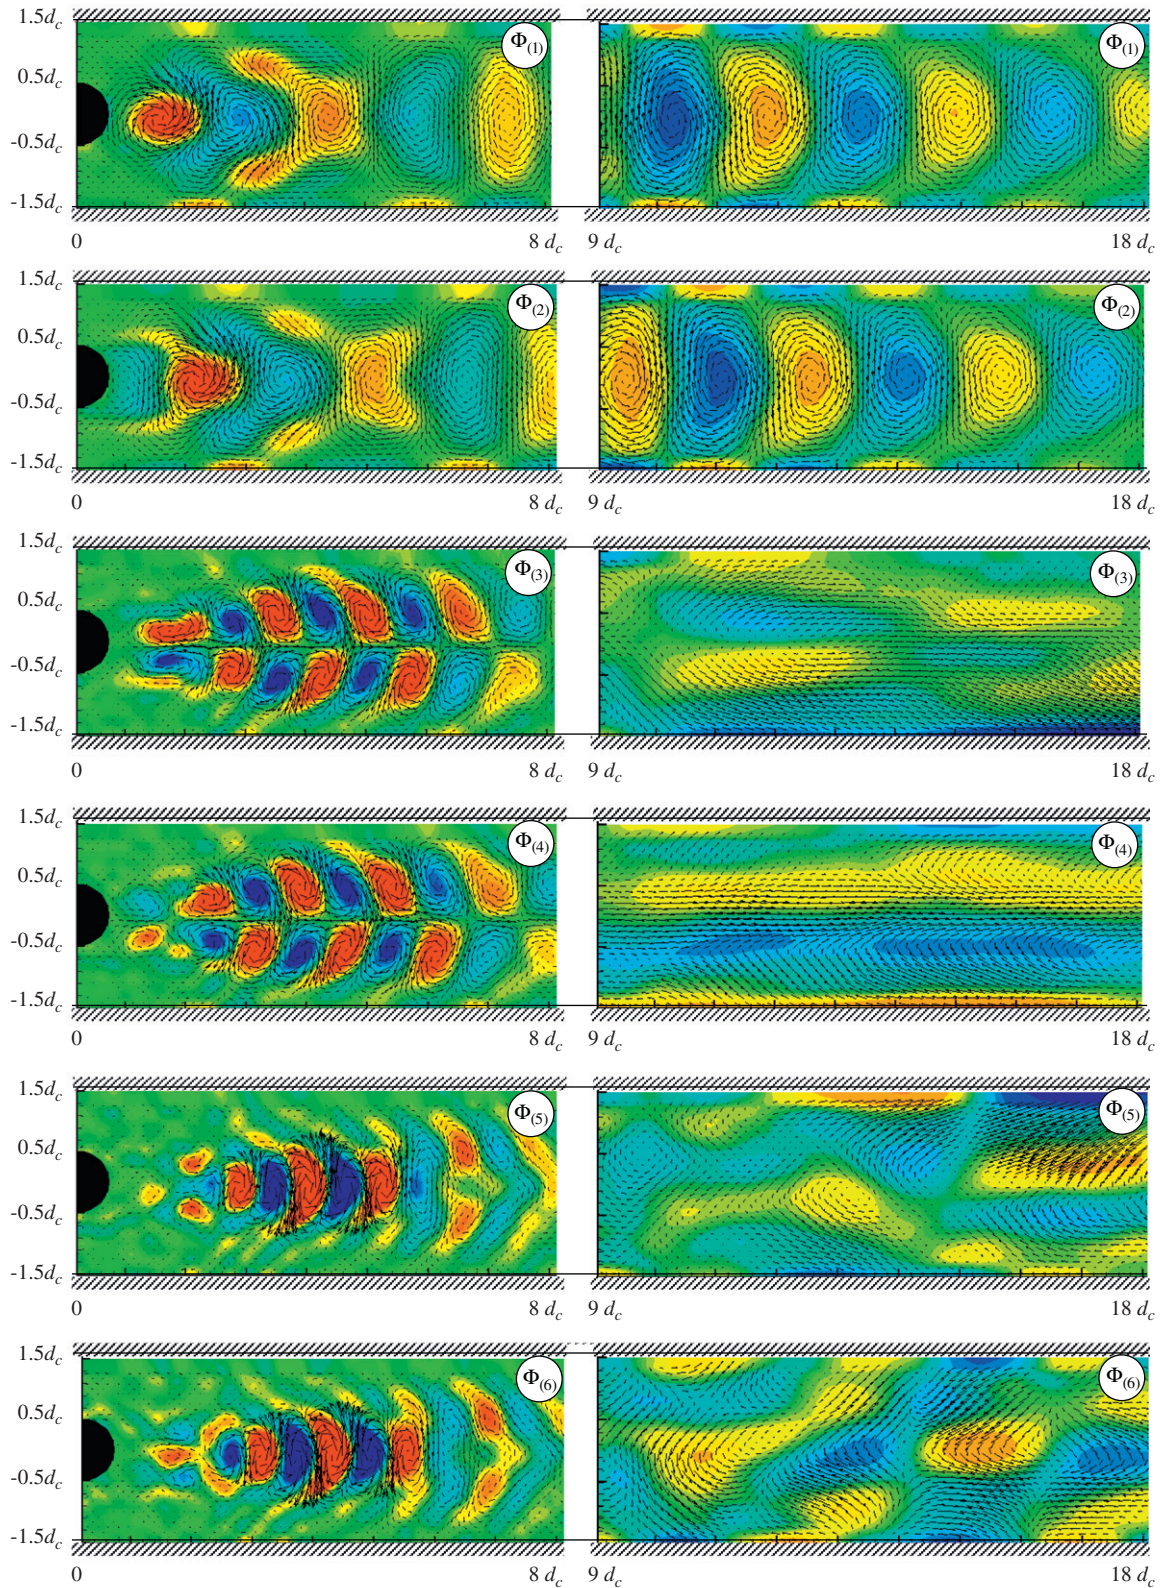 1.5d_c Φ(1) Φ(1)
0.5d_c
-0.5d_c
-1.5d_c
0 8 d_c 9 d_c 18 d_c
1.5d_c Φ(2) Φ(2)
0.5d_c
-0.5d_c
-1.5d_c
0 8 d_c 9 d_c 18 d_c
1.5d_c Φ(3) Φ(3)
0.5d_c
-0.5d_c
-1.5d_c
0 8 d_c 9 d_c 18 d_c
1.5d_c Φ(4) Φ(4)
0.5d_c
-0.5d_c
-1.5d_c
0 8 d_c 9 d_c 18 d_c
1.5d_c Φ(5) Φ(5)
0.5d_c
-0.5d_c
-1.5d_c
0 8 d_c 9 d_c 18 d_c
1.5d_c Φ(6) Φ(6)
0.5d_c
-0.5d_c
-1.5d_c
0 8 d_c 9 d_c 18 d_c